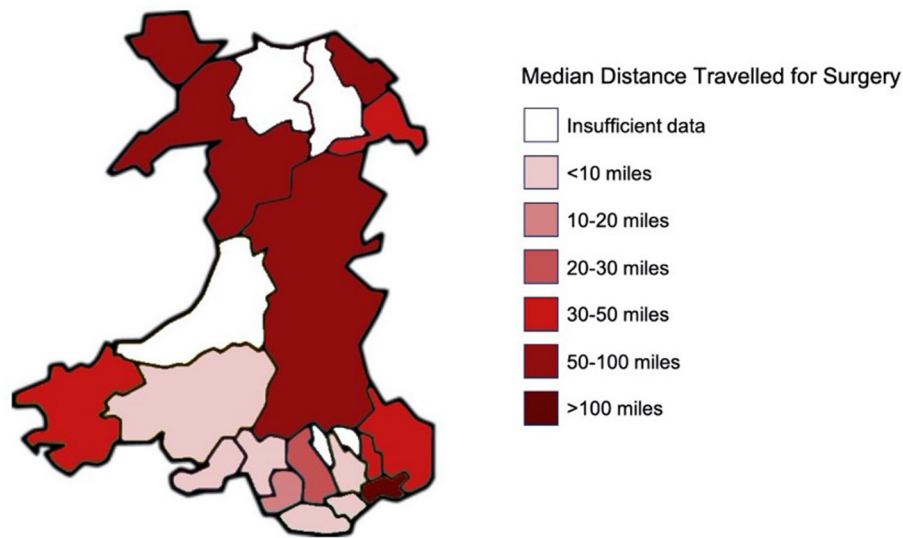 Median Distance Travelled for Surgery
Insufficient data
<10 miles
10-20 miles
20-30 miles
30-50 miles
50-100 miles
>100 miles